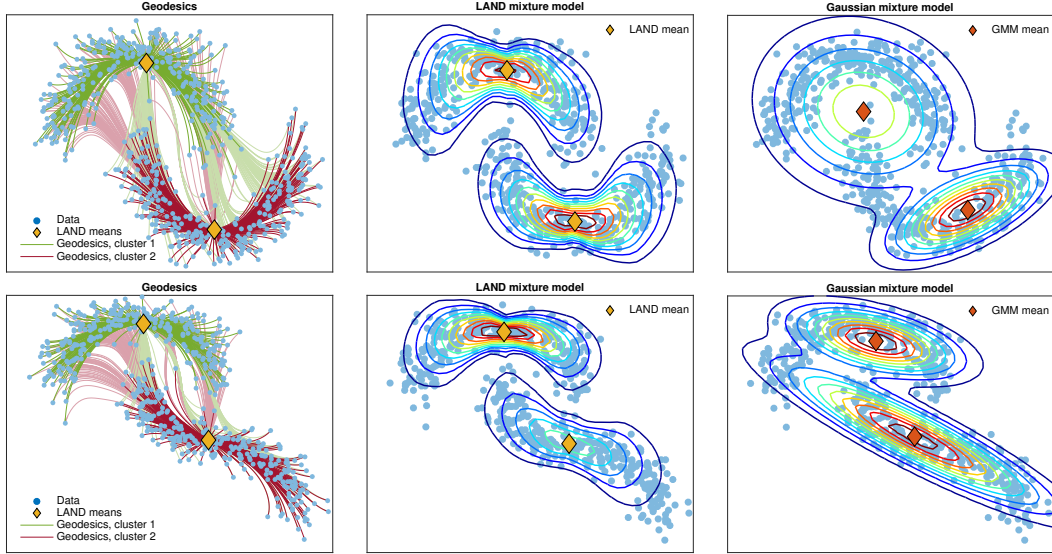 Geodesics
Data
LAND means
Geodesics, cluster 1
Geodesics, cluster 2
LAND mixture model
LAND mean
Gaussian mixture model
GMM mean
Geodesics
Data
LAND means
Geodesics, cluster 1
Geodesics, cluster 2
LAND mixture model
LAND mean
Gaussian mixture model
GMM mean